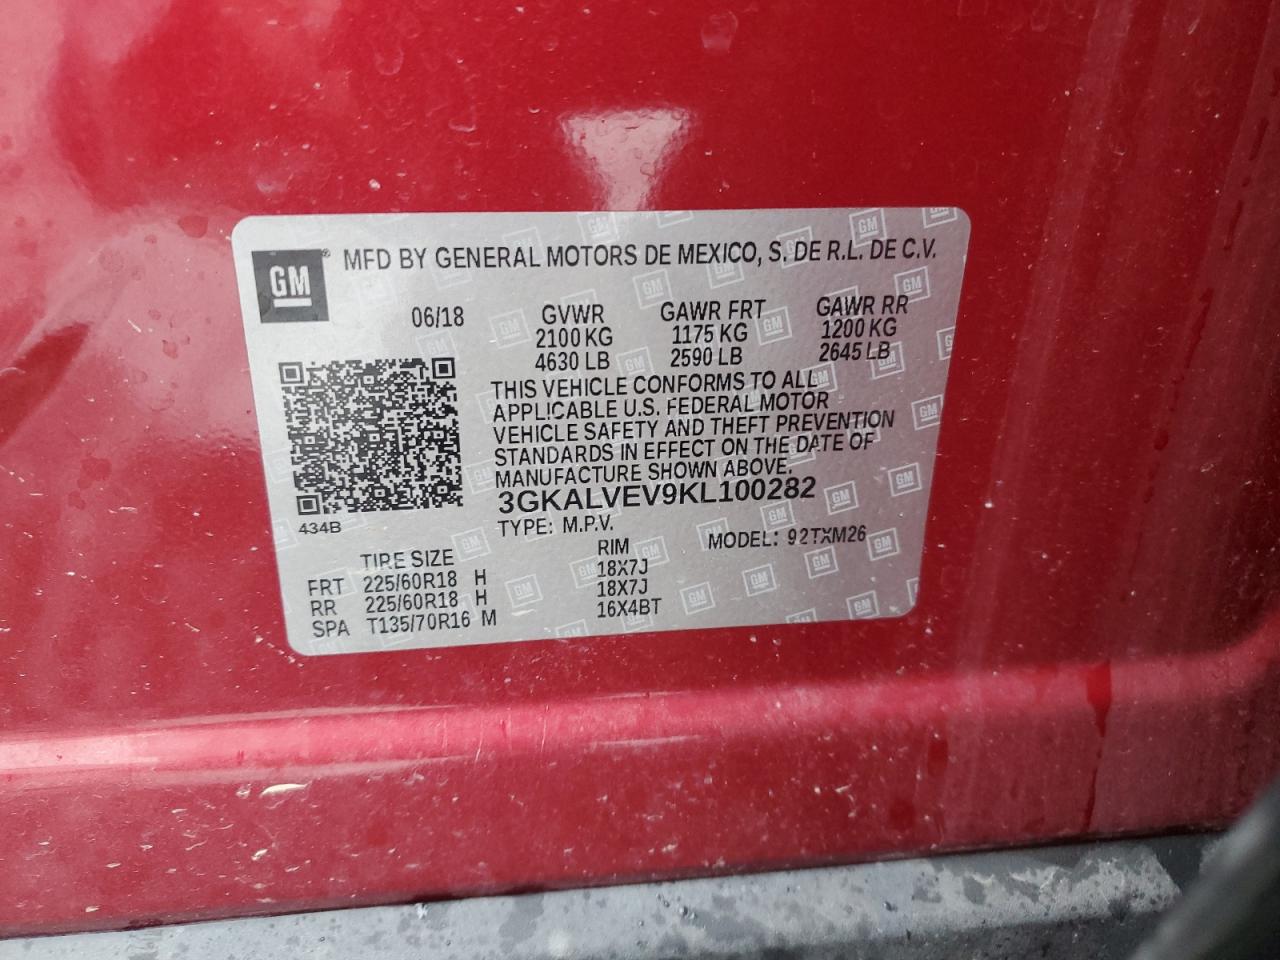 GM
MFD BY GENERAL MOTORS DE MEXICO, S. DE R.L. DE C.V.
06/18 GVWR GAWR FRT GAWR RR
2100 KG 1175 KG 1200 KG
4630 LB 2590 LB 2645 LB
THIS VEHICLE CONFORMS TO ALL
APPLICABLE U.S. FEDERAL MOTOR
VEHICLE SAFETY AND THEFT PREVENTION
STANDARDS IN EFFECT ON THE DATE OF
MANUFACTURE SHOWN ABOVE.
3GKALVEV9KL100282
434B
TYPE: M.P.V. MODEL: 92TXM26
TIRE SIZE RIM
FRT 225/60R18 H 18X7J
RR 225/60R18 H 18X7J
SPA T135/70R16 M 16X4BT